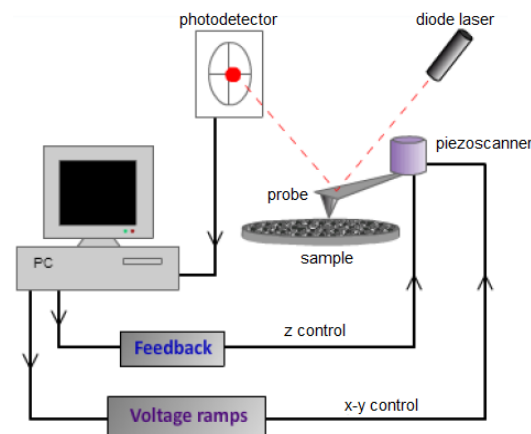 photodetector
diode laser
piezoscanner
probe
sample
PC
Feedback
z control
Voltage ramps
x-y control